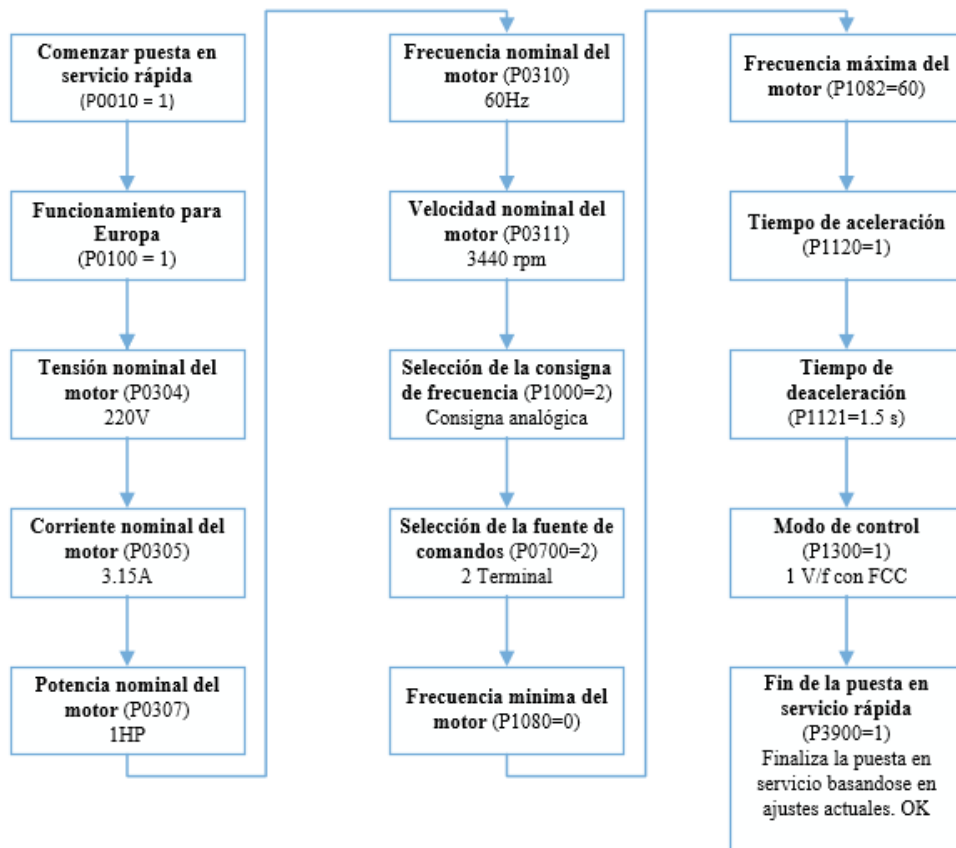 Comenzar puesta en
servicio rápida
(P0010 = 1)
Funcionamiento para
Europa
(P0100 = 1)
Tensión nominal del
motor (P0304)
220V
Corriente nominal del
motor (P0305)
3.15A
Potencia nominal del
motor (P0307)
1HP
Frecuencia nominal del
motor (P0310)
60Hz
Velocidad nominal del
motor (P0311)
3440 rpm
Selección de la consigna
de frecuencia (P1000=2)
Consigna analógica
Selección de la fuente de
comandos (P0700=2)
2 Terminal
Frecuencia minima del
motor (P1080=0)
Frecuencia máxima del
motor (P1082=60)
Tiempo de aceleración
(P1120=1)
Tiempo de
deaceleración
(P1121=1.5 s)
Modo de control
(P1300=1)
1 V/f con FCC
Fin de la puesta en
servicio rápida
(P3900=1)
Finaliza la puesta en
servicio basandose en
ajustes actuales. OK